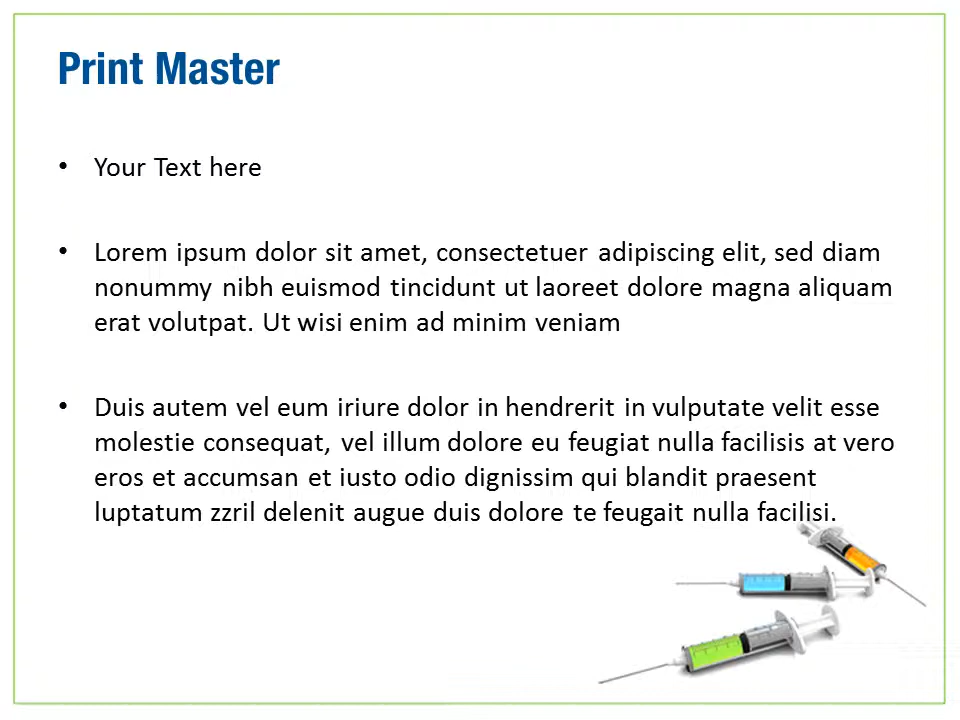 Print Master
• Your Text here
• Lorem ipsum dolor sit amet, consectetuer adipiscing elit, sed diam
nonummy nibh euismod tincidunt ut laoreet dolore magna aliquam
erat volutpat. Ut wisi enim ad minim veniam
• Duis autem vel eum iriure dolor in hendrerit in vulputate velit esse
molestie consequat, vel illum dolore eu feugiat nulla facilisis at vero
eros et accumsan et iusto odio dignissim qui blandit praesent
luptatum zzril delenit augue duis dolore te feugait nulla facilisi.